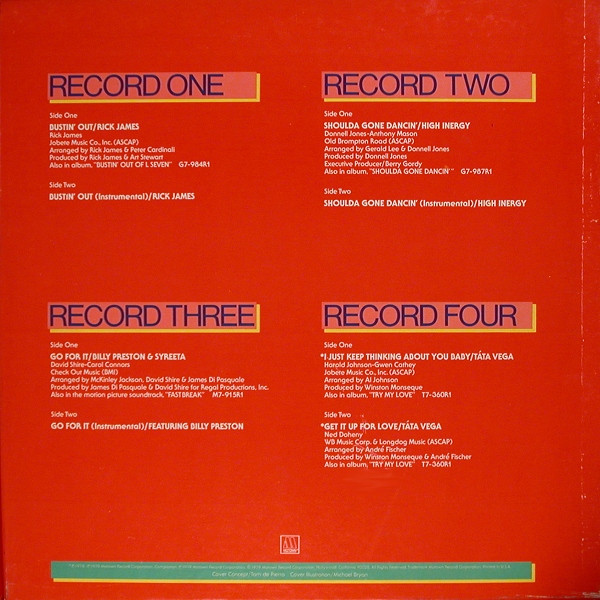 RECORD ONE
Side One
BUSTIN' OUT/RICK JAMES
Rick James
Jobete Music Co., Inc. (ASCAP)
Arranged by Rick James & Peter Cardinali
Produced by Rick James & Art Stewart
Also in album, "BUSTIN' OUT OF L SEVEN" G7-984R1
Side Two
BUSTIN' OUT (Instrumental)/RICK JAMES
RECORD TWO
Side One
SHOULDA GONE DANCIN'/HIGH INERGY
Donnell Jones-Anthony Mason
Old Brompton Road (ASCAP)
Arranged by Gerald Lee & Donnell Jones
Produced by Donnell Jones
Executive Producer/Berry Gordy
Also in album, "SHOULDA GONE DANCIN'" G7-987R1
Side Two
SHOULDA GONE DANCIN' (Instrumental)/HIGH INERGY
RECORD THREE
Side One
GO FOR IT/BILLY PRESTON & SYREETA
David Shire-Carol Connors
Check Out Music (BMI)
Arranged by McKinley Jackson, David Shire & James Di Pasquale
Produced by James Di Pasquale & David Shire for Regal Productions, Inc.
Also in the motion picture soundtrack, "FASTBREAK" M7-915R1
Side Two
GO FOR IT (Instrumental)/FEATURING BILLY PRESTON
RECORD FOUR
Side One
*I JUST KEEP THINKING ABOUT YOU BABY/TÁTA VEGA
Harold Johnson-Gwen Cathey
Jobete Music Co., Inc. (ASCAP)
Arranged by Al Johnson
Produced by Winston Monseque
Also in album, "TRY MY LOVE" T7-360R1
Side Two
*GET IT UP FOR LOVE/TÁTA VEGA
Ned Doheny
WB Music Corp. & Longdog Music (ASCAP)
Arranged by André Fischer
Produced by Winston Monseque & André Fischer
Also in album, "TRY MY LOVE" T7-360R1
Cover Concept/Tom de Pierro Cover Illustration/Michael Bryan